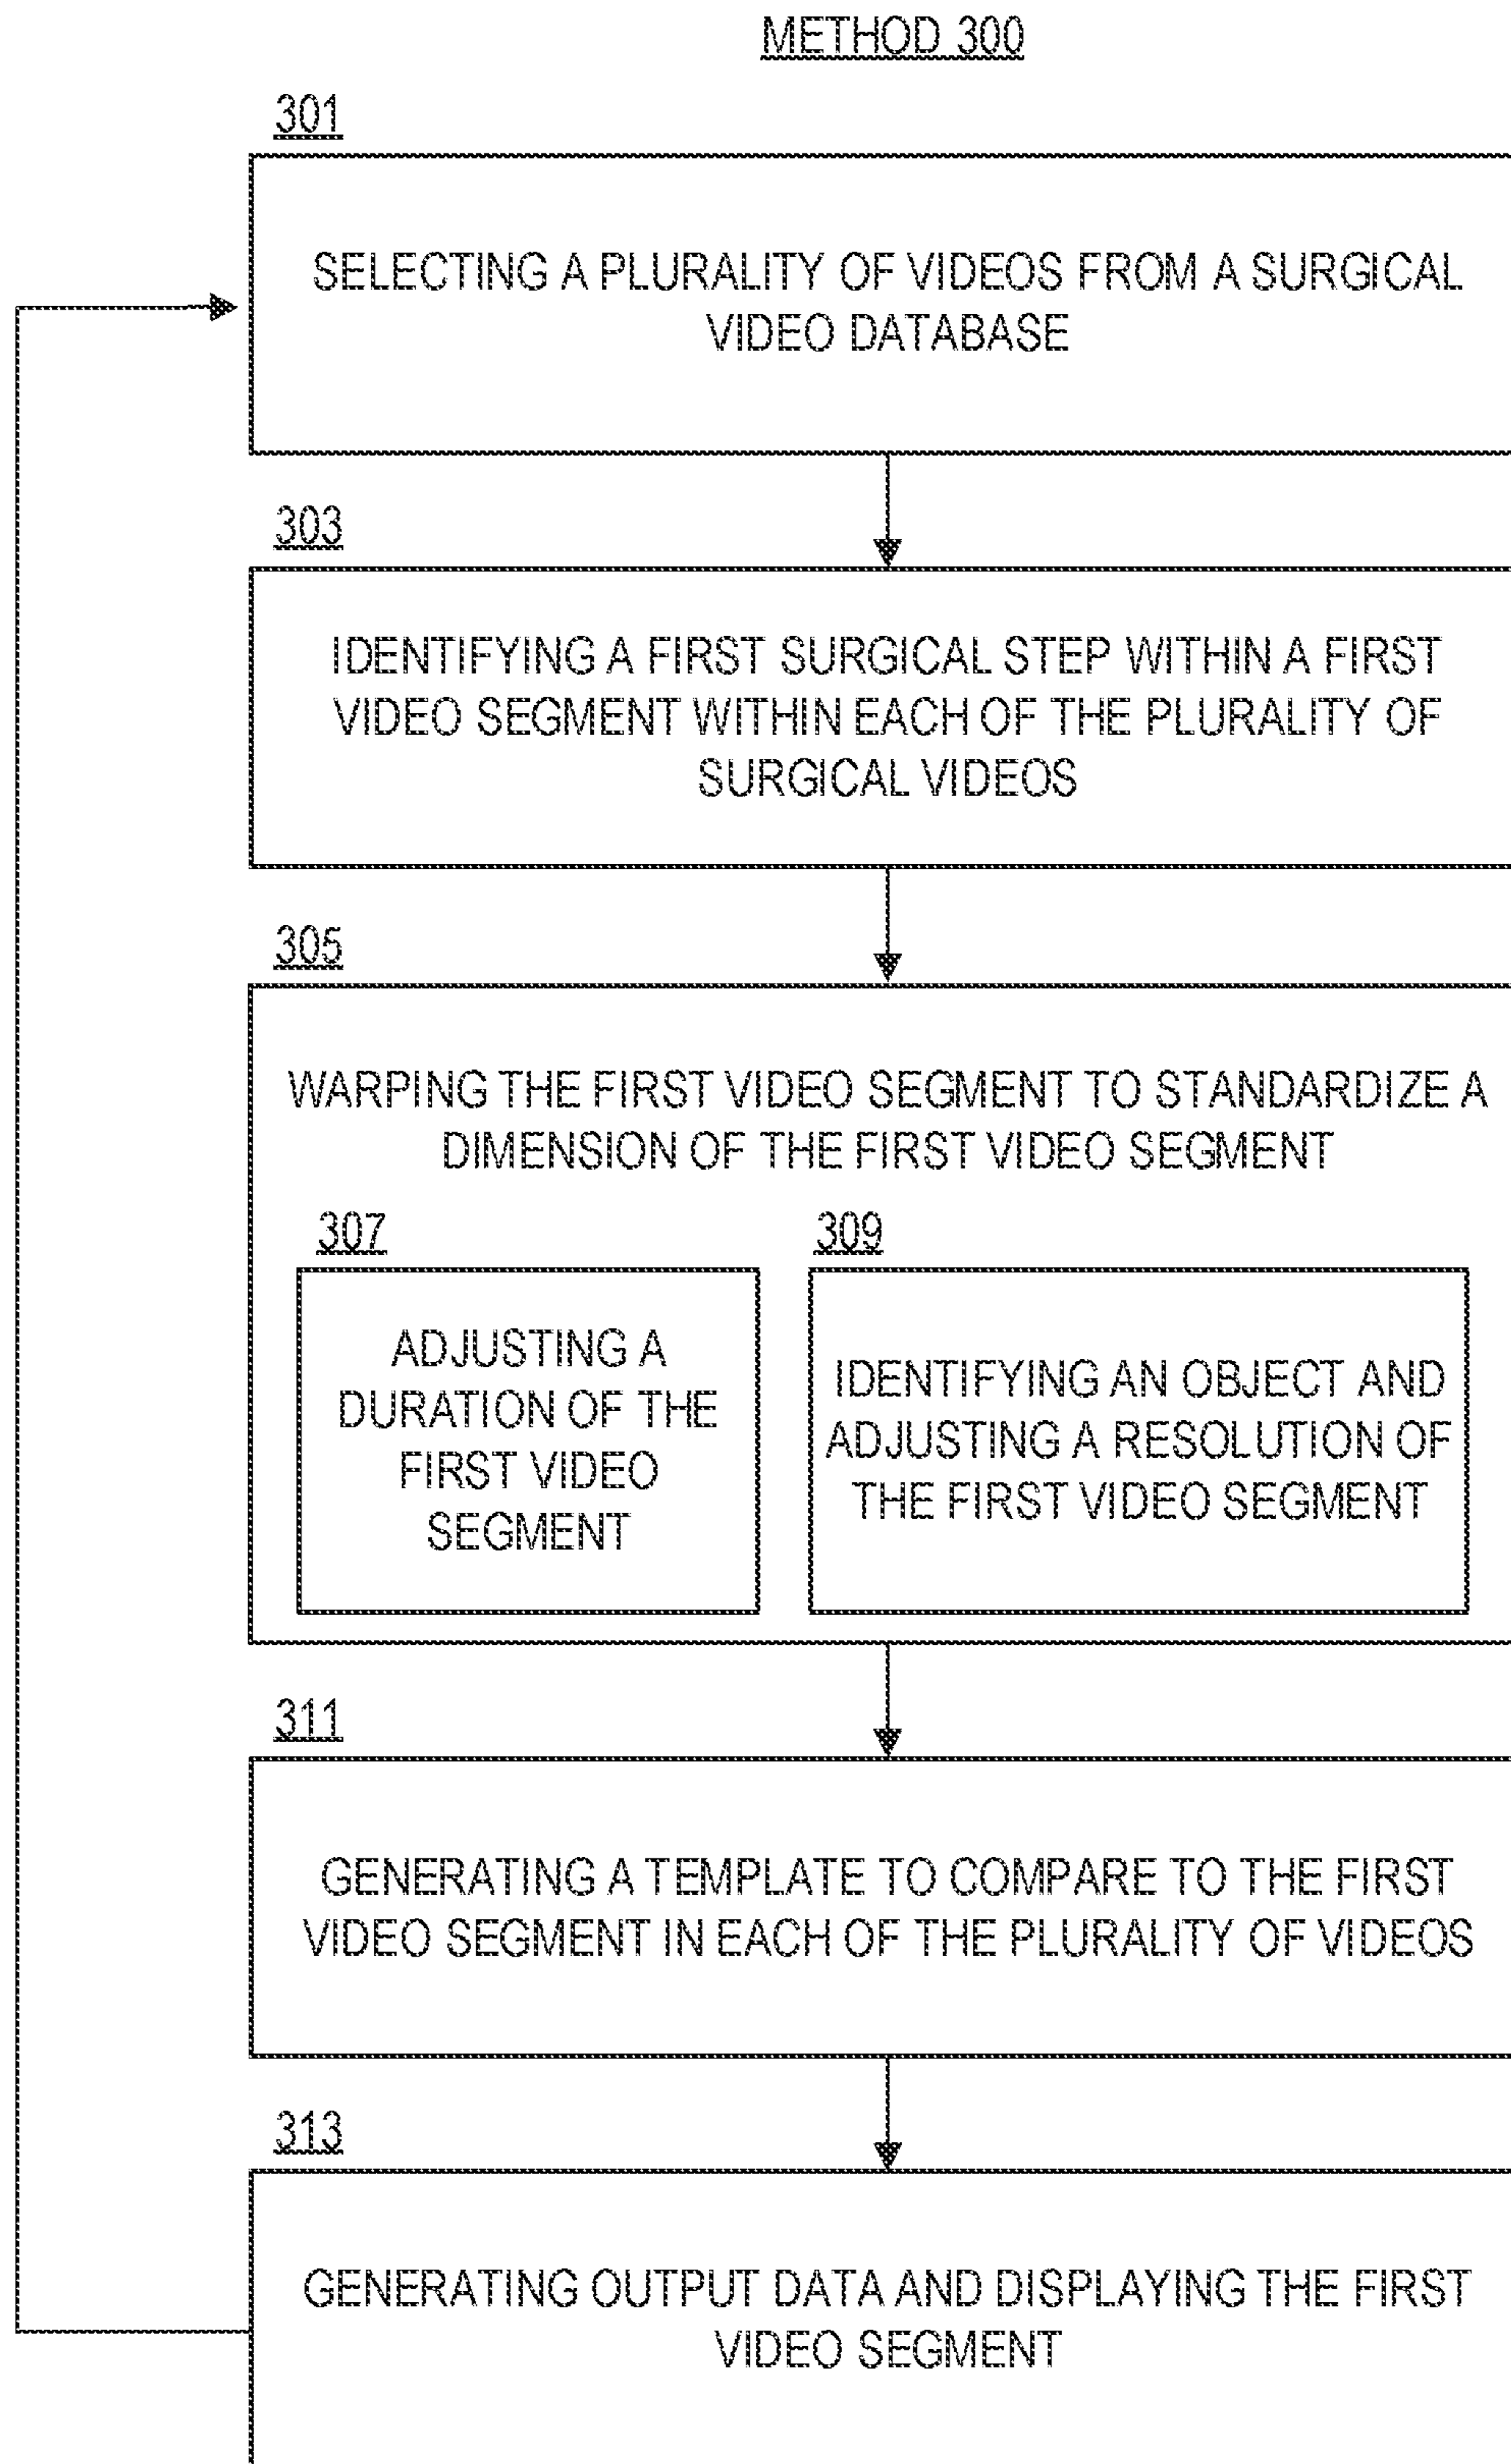 METHOD 300
301
SELECTING A PLURALITY OF VIDEOS FROM A SURGICAL
VIDEO DATABASE
303
IDENTIFYING A FIRST SURGICAL STEP WITHIN A FIRST
VIDEO SEGMENT WITHIN EACH OF THE PLURALITY OF
SURGICAL VIDEOS
305
WARPING THE FIRST VIDEO SEGMENT TO STANDARDIZE A
DIMENSION OF THE FIRST VIDEO SEGMENT
307
ADJUSTING A
DURATION OF THE
FIRST VIDEO
SEGMENT
309
IDENTIFYING AN OBJECT AND
ADJUSTING A RESOLUTION OF
THE FIRST VIDEO SEGMENT
311
GENERATING A TEMPLATE TO COMPARE TO THE FIRST
VIDEO SEGMENT IN EACH OF THE PLURALITY OF VIDEOS
313
GENERATING OUTPUT DATA AND DISPLAYING THE FIRST
VIDEO SEGMENT